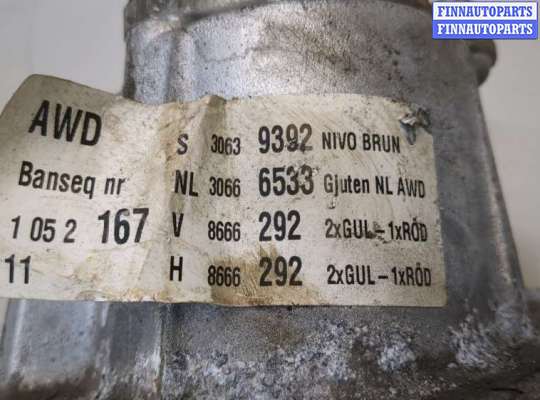 FINNAUTOPARTS
FINNAUTOPARTS
AWD
S 3063 9392 NIVO BRUN
Banseq nr NL 3066 6533 Gjuten NL AWD
1 05 2 167 V 8666 292 2xGUL-1xRÖD
11 H 8666 292 2xGUL-1xRÖD